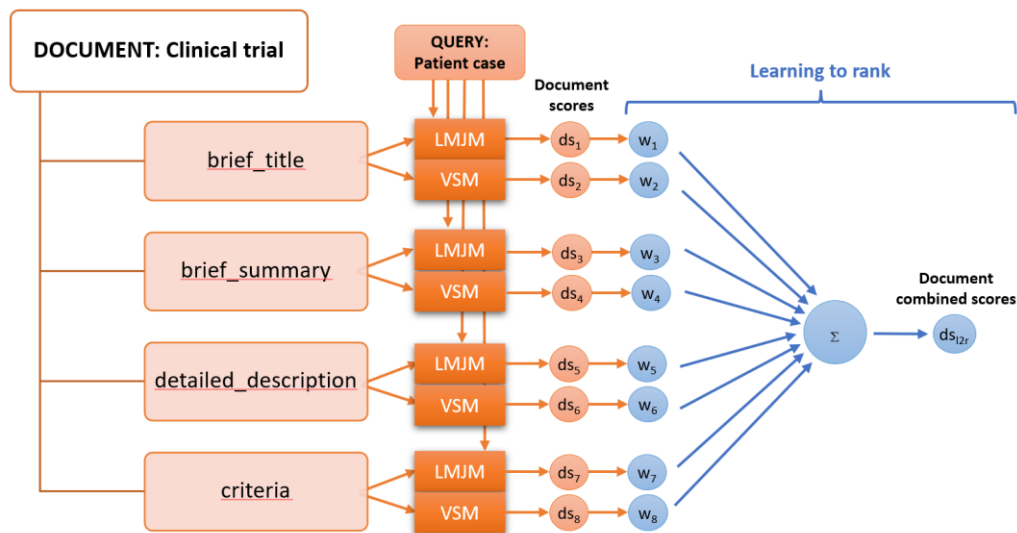 DOCUMENT: Clinical trial
QUERY:
Patient case
Document
scores
Learning to rank
brief_title
LMJM
ds1
w1
VSM
ds2
w2
brief_summary
LMJM
ds3
w3
VSM
ds4
w4
detailed_description
LMJM
ds5
w5
VSM
ds6
w6
criteria
LMJM
ds7
w7
VSM
ds8
w8
Σ
Document
combined scores
dsl2r